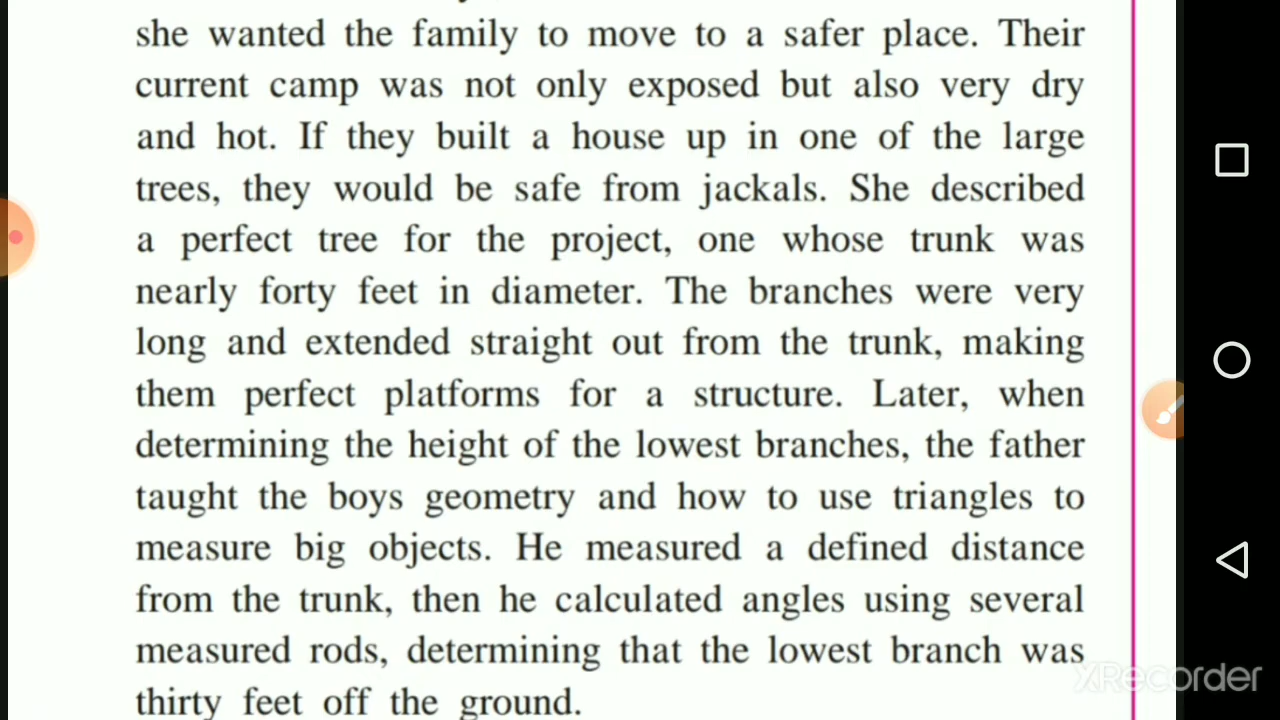 she wanted the family to move to a safer place. Their
current camp was not only exposed but also very dry
and hot. If they built a house up in one of the large
trees, they would be safe from jackals. She described
a perfect tree for the project, one whose trunk was
nearly forty feet in diameter. The branches were very
long and extended straight out from the trunk, making
them perfect platforms for a structure. Later, when
determining the height of the lowest branches, the father
taught the boys geometry and how to use triangles to
measure big objects. He measured a defined distance
from the trunk, then he calculated angles using several
measured rods, determining that the lowest branch was
thirty feet off the ground.
XRecorder